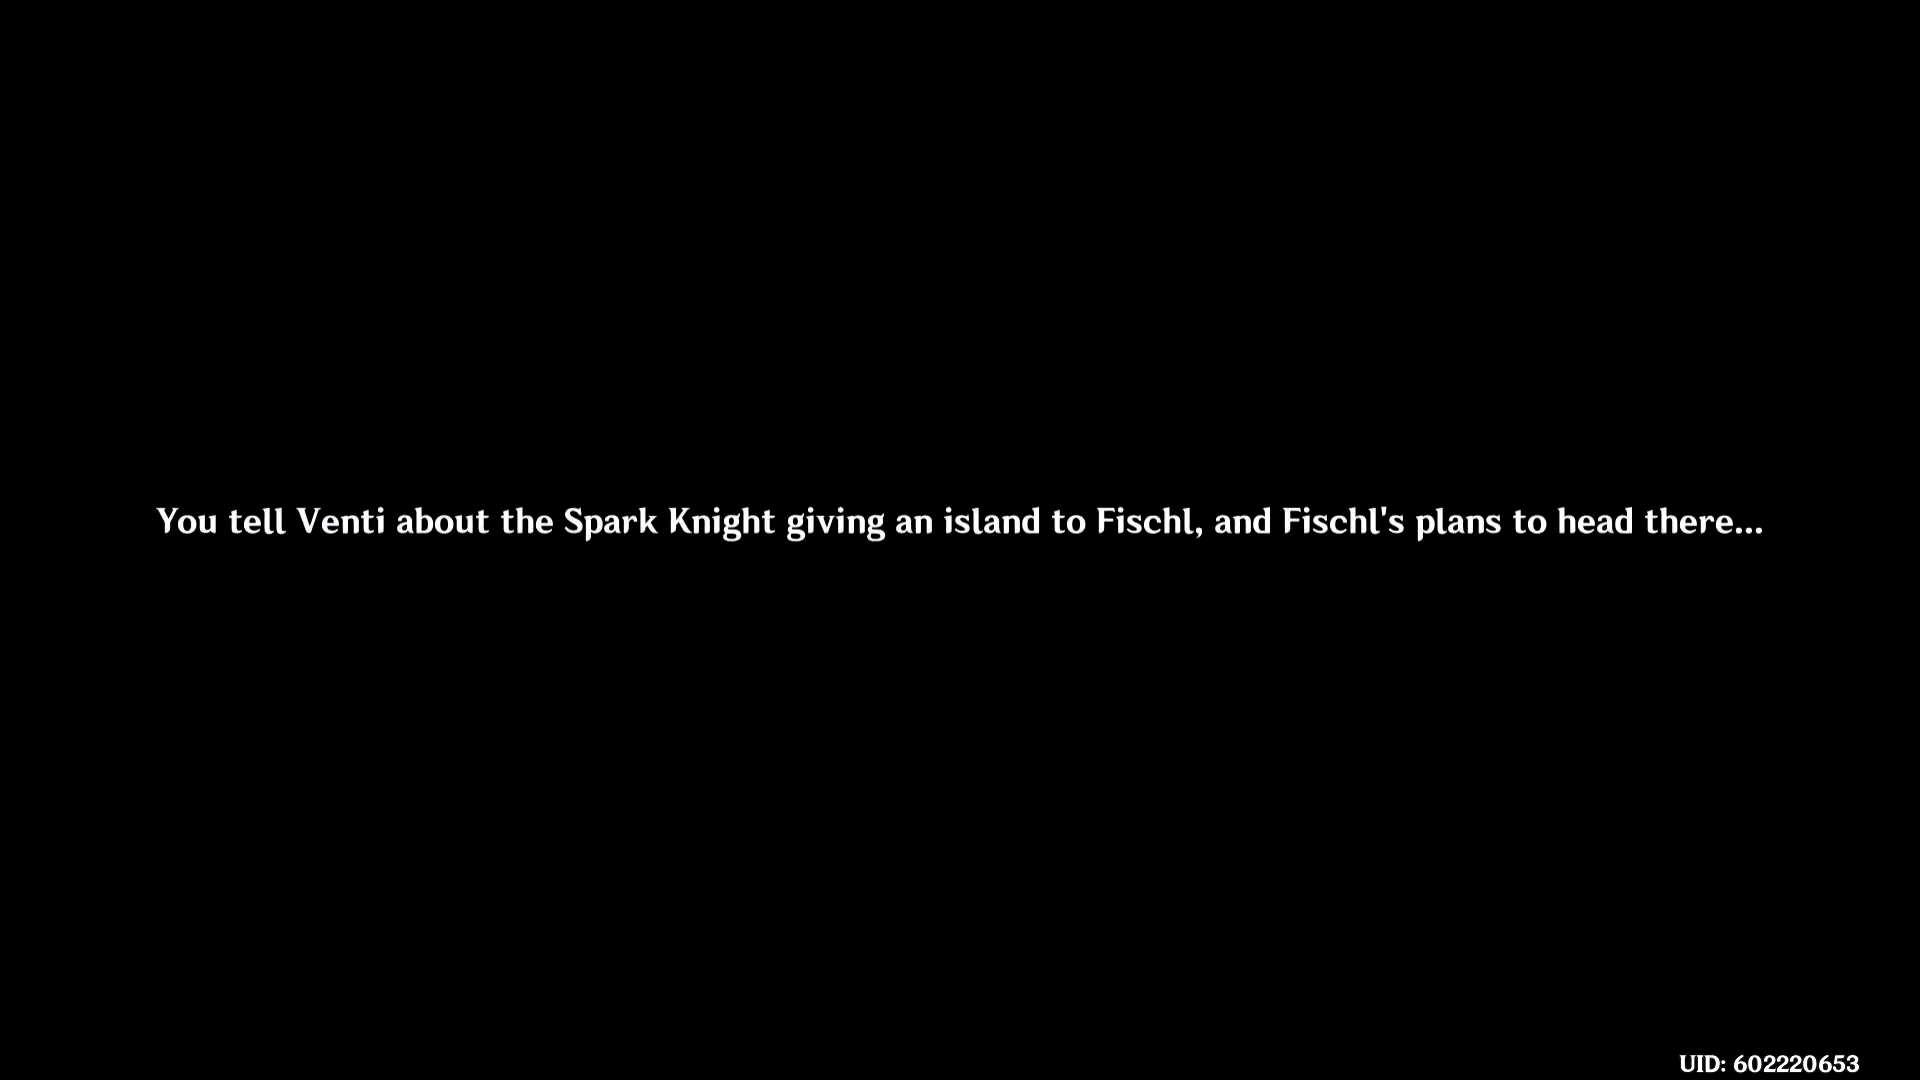 You tell Venti about the Spark Knight giving an island to Fischl, and Fischl's plans to head there...
UID: 602220653